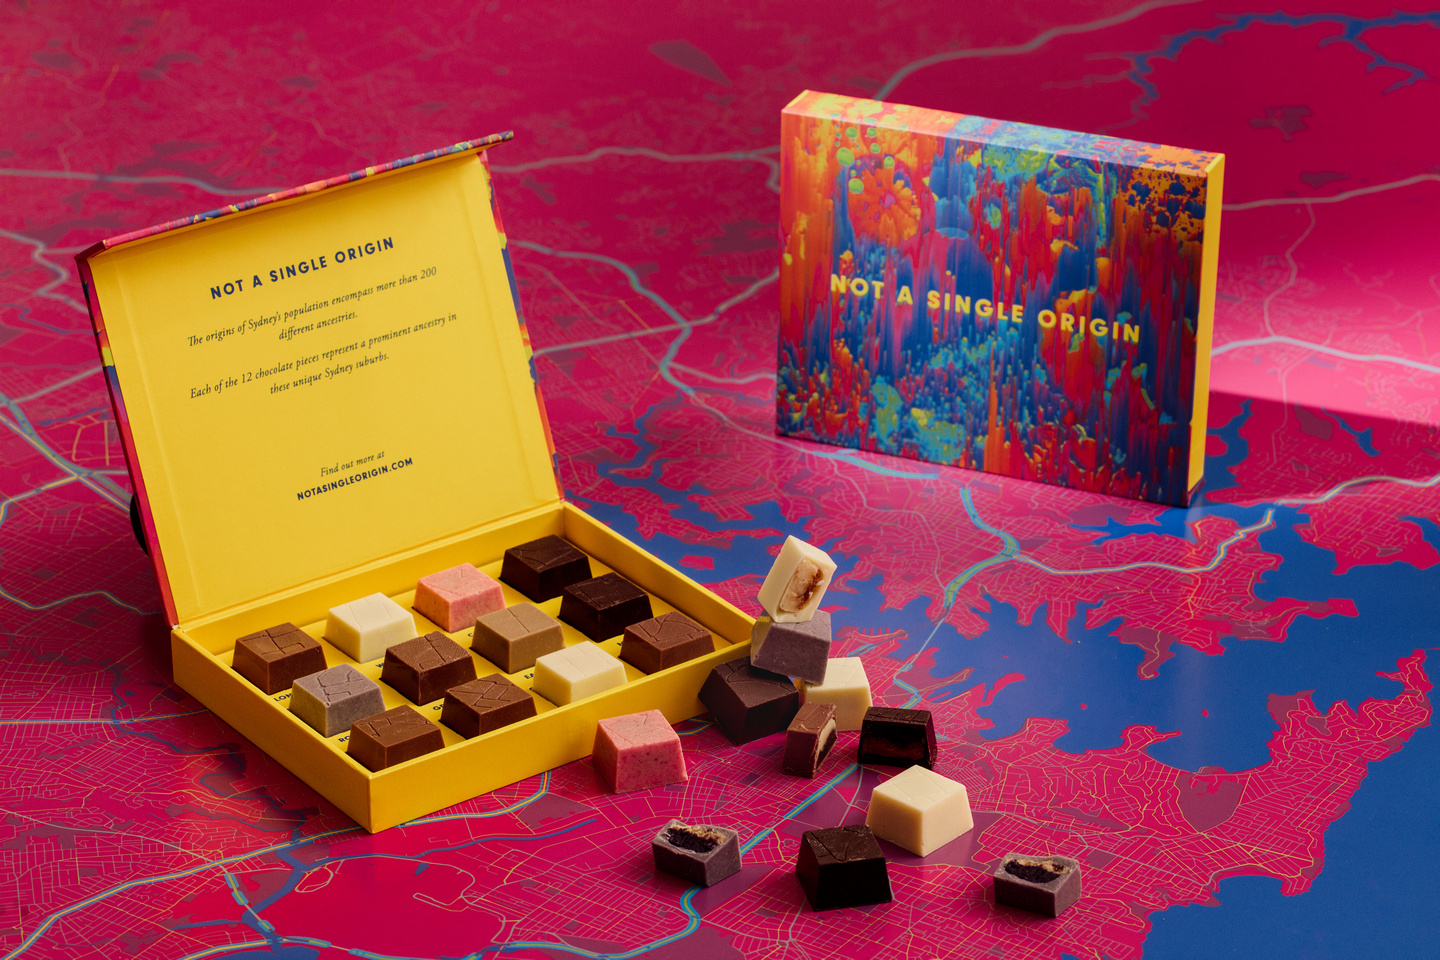 NOT A SINGLE ORIGIN
The origins of Sydney's population encompass more than 200
different ancestries.
Each of the 12 chocolate pieces represent a prominent ancestry in
these unique Sydney suburbs.
Find out more at
NOTASINGLEORIGIN.COM
NOT A SINGLE ORIGIN